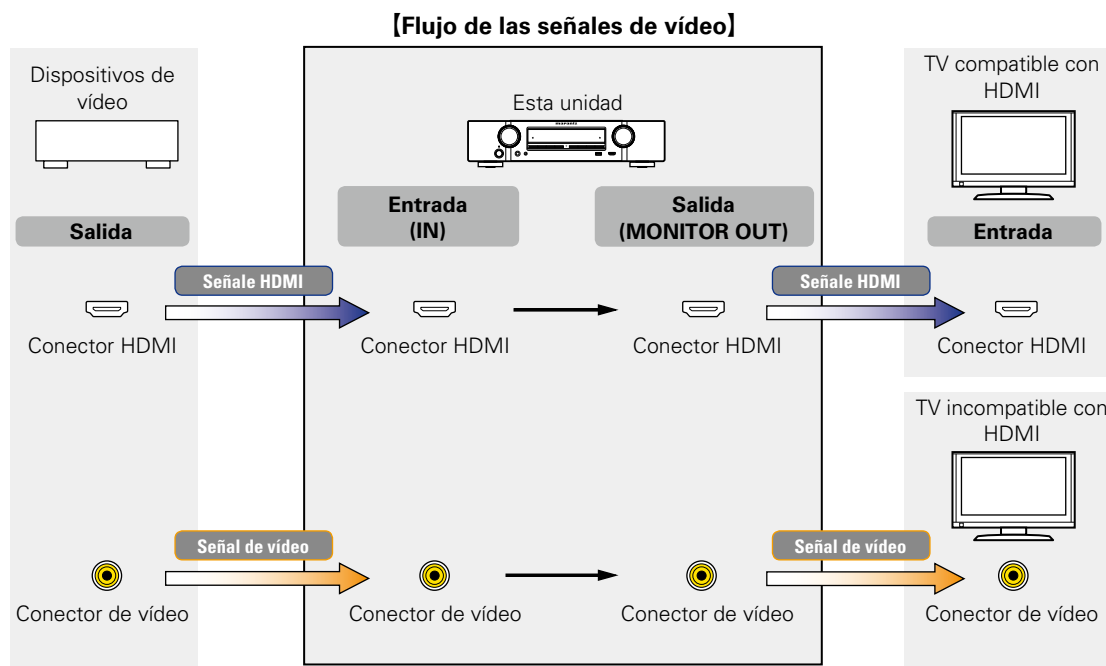 【Flujo de las señales de vídeo】
Dispositivos de
vídeo
Esta unidad
TV compatible con
HDMI
Salida
Entrada
(IN)
Salida
(MONITOR OUT)
Entrada
Señale HDMI
Señale HDMI
Conector HDMI
Conector HDMI
Conector HDMI
Conector HDMI
TV incompatible con
HDMI
Señal de vídeo
Señal de vídeo
Conector de vídeo
Conector de vídeo
Conector de vídeo
Conector de vídeo